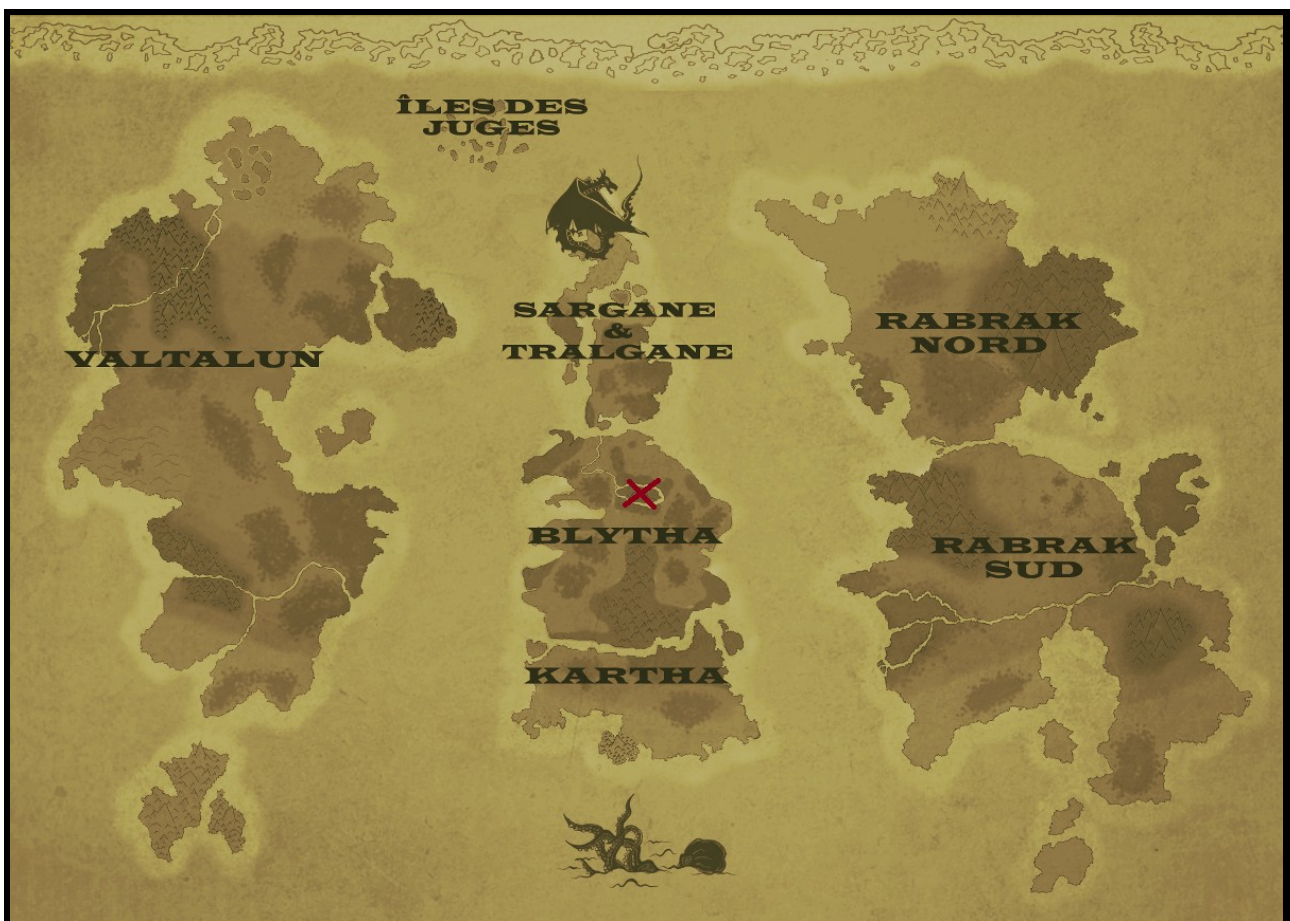 ÎLES DES
JUGES
SARGANE
&
TRALGANE
VALTALUN
RABRAK
NORD
BLYTHA
RABRAK
SUD
KARTHA